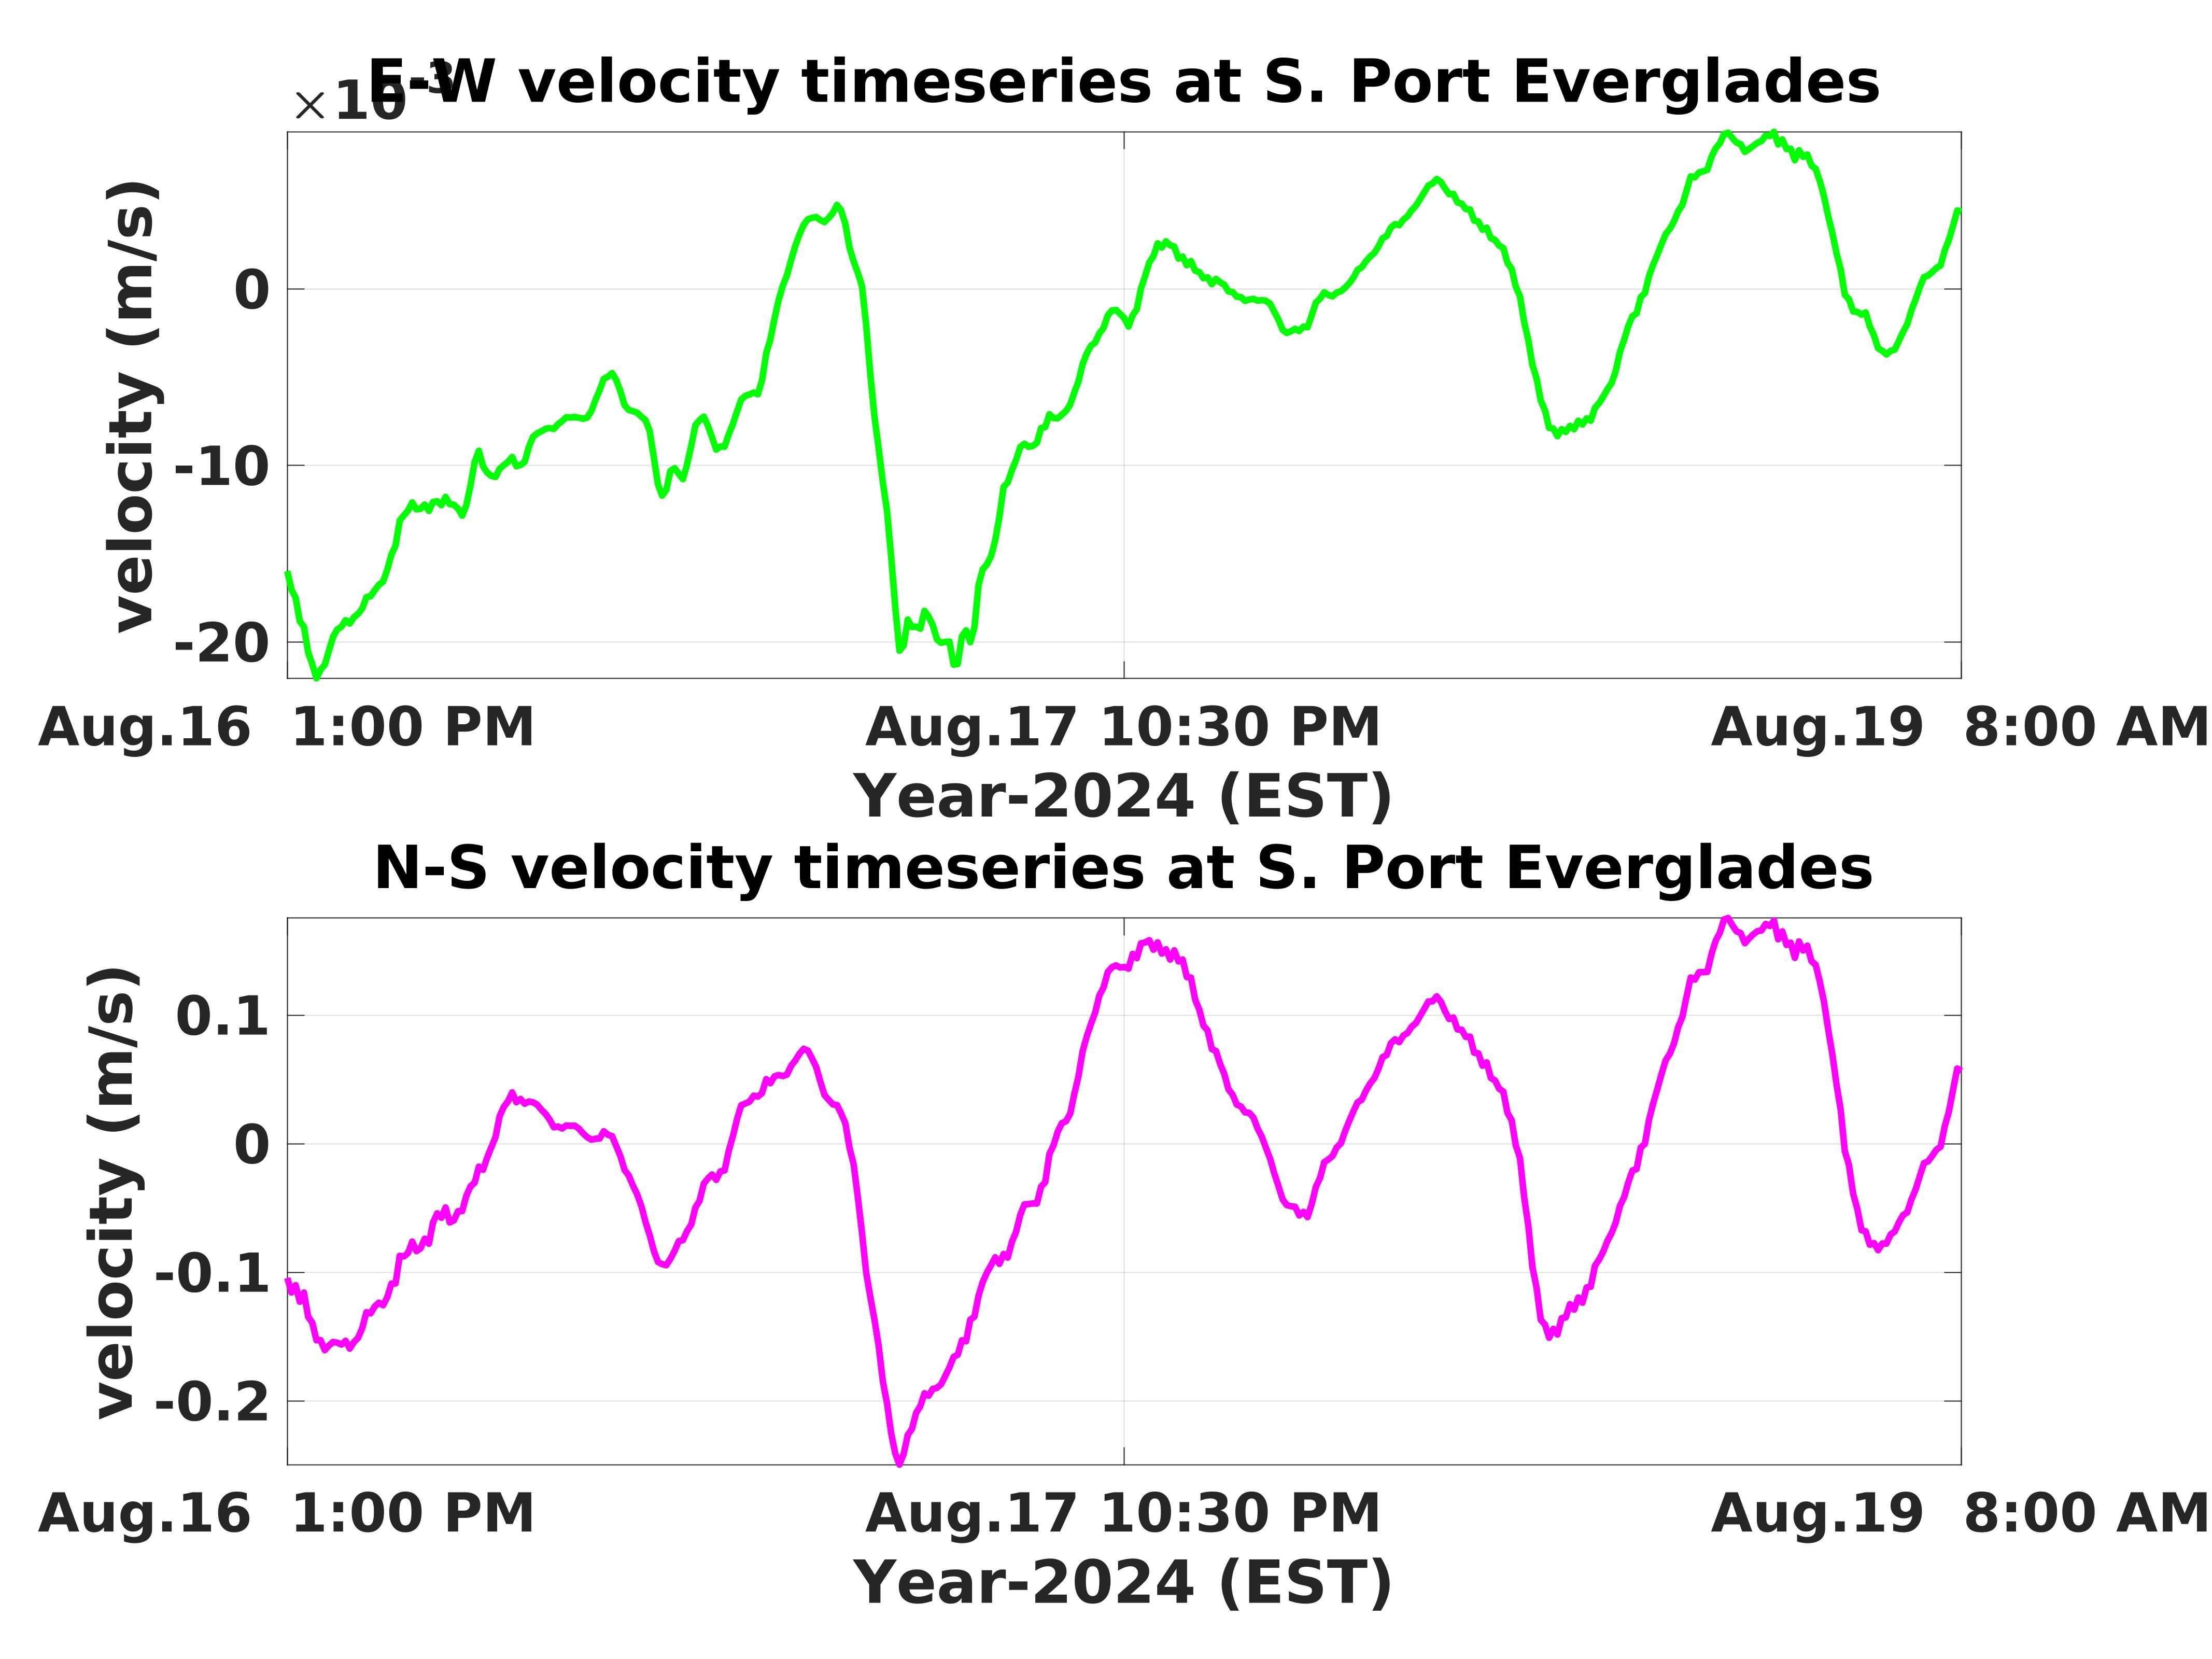 E-W velocity timeseries at S. Port Everglades
×10-3
velocity (m/s)
0
-10
-20
Aug.16 1:00 PM Aug.17 10:30 PM Aug.19 8:00 AM
Year-2024 (EST)
N-S velocity timeseries at S. Port Everglades
velocity (m/s)
0.1
0
-0.1
-0.2
Aug.16 1:00 PM Aug.17 10:30 PM Aug.19 8:00 AM
Year-2024 (EST)